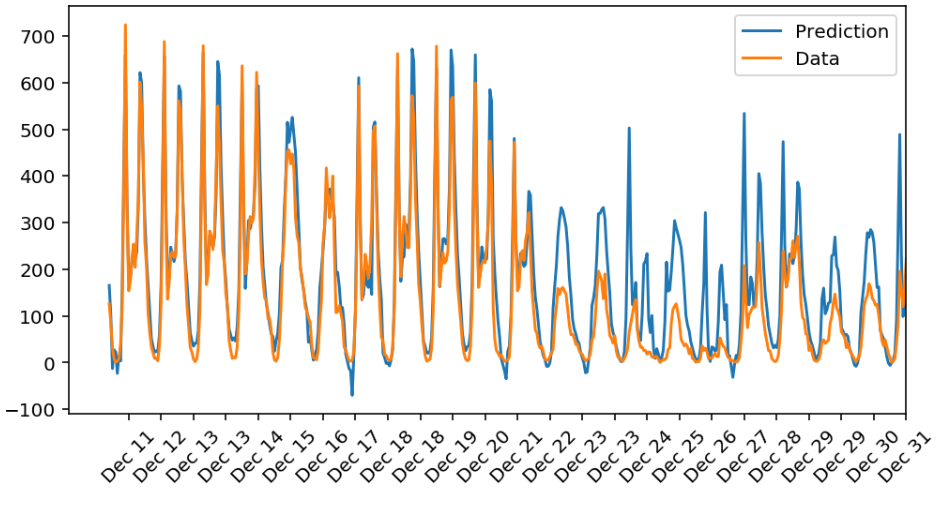 Prediction
Data
700
600
500
400
300
200
100
0
−100
Dec 11
Dec 12
Dec 13
Dec 13
Dec 14
Dec 15
Dec 16
Dec 17
Dec 18
Dec 18
Dec 19
Dec 20
Dec 21
Dec 22
Dec 23
Dec 23
Dec 24
Dec 25
Dec 26
Dec 27
Dec 28
Dec 29
Dec 29
Dec 30
Dec 31